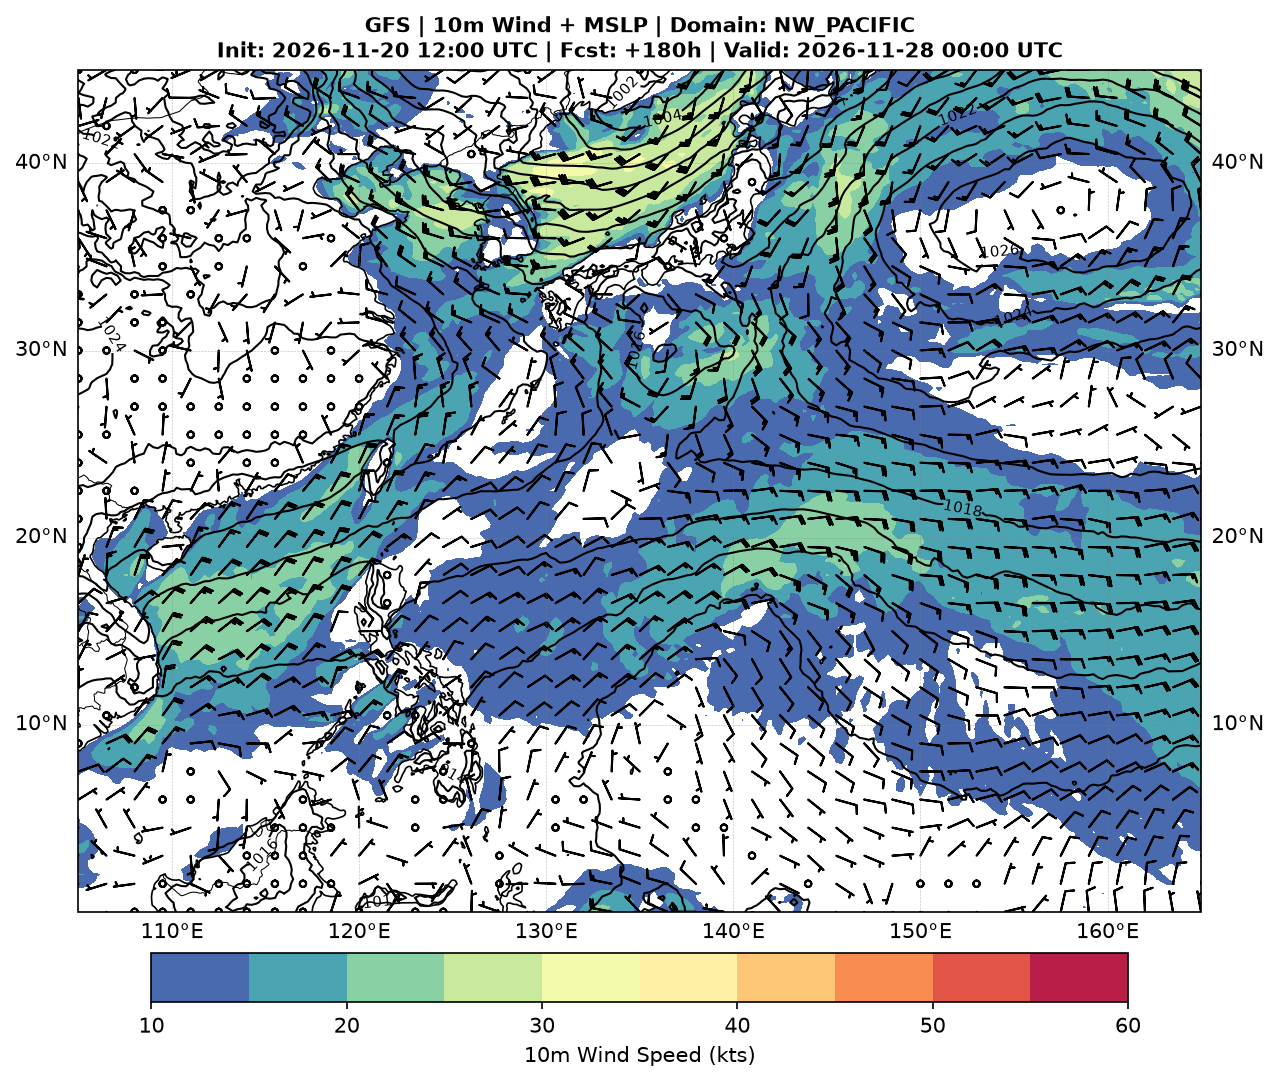 GFS | 10m Wind + MSLP | Domain: NW_PACIFIC
Init: 2026-11-20 12:00 UTC | Fcst: +180h | Valid: 2026-11-28 00:00 UTC
1002
1004
1022
40°N
40°N
1026
1024
1024
30°N
30°N
1016
1018
20°N
20°N
10°N
10°N
1016
110°E
120°E
130°E
140°E
150°E
160°E
10
20
30
40
50
60
10m Wind Speed (kts)